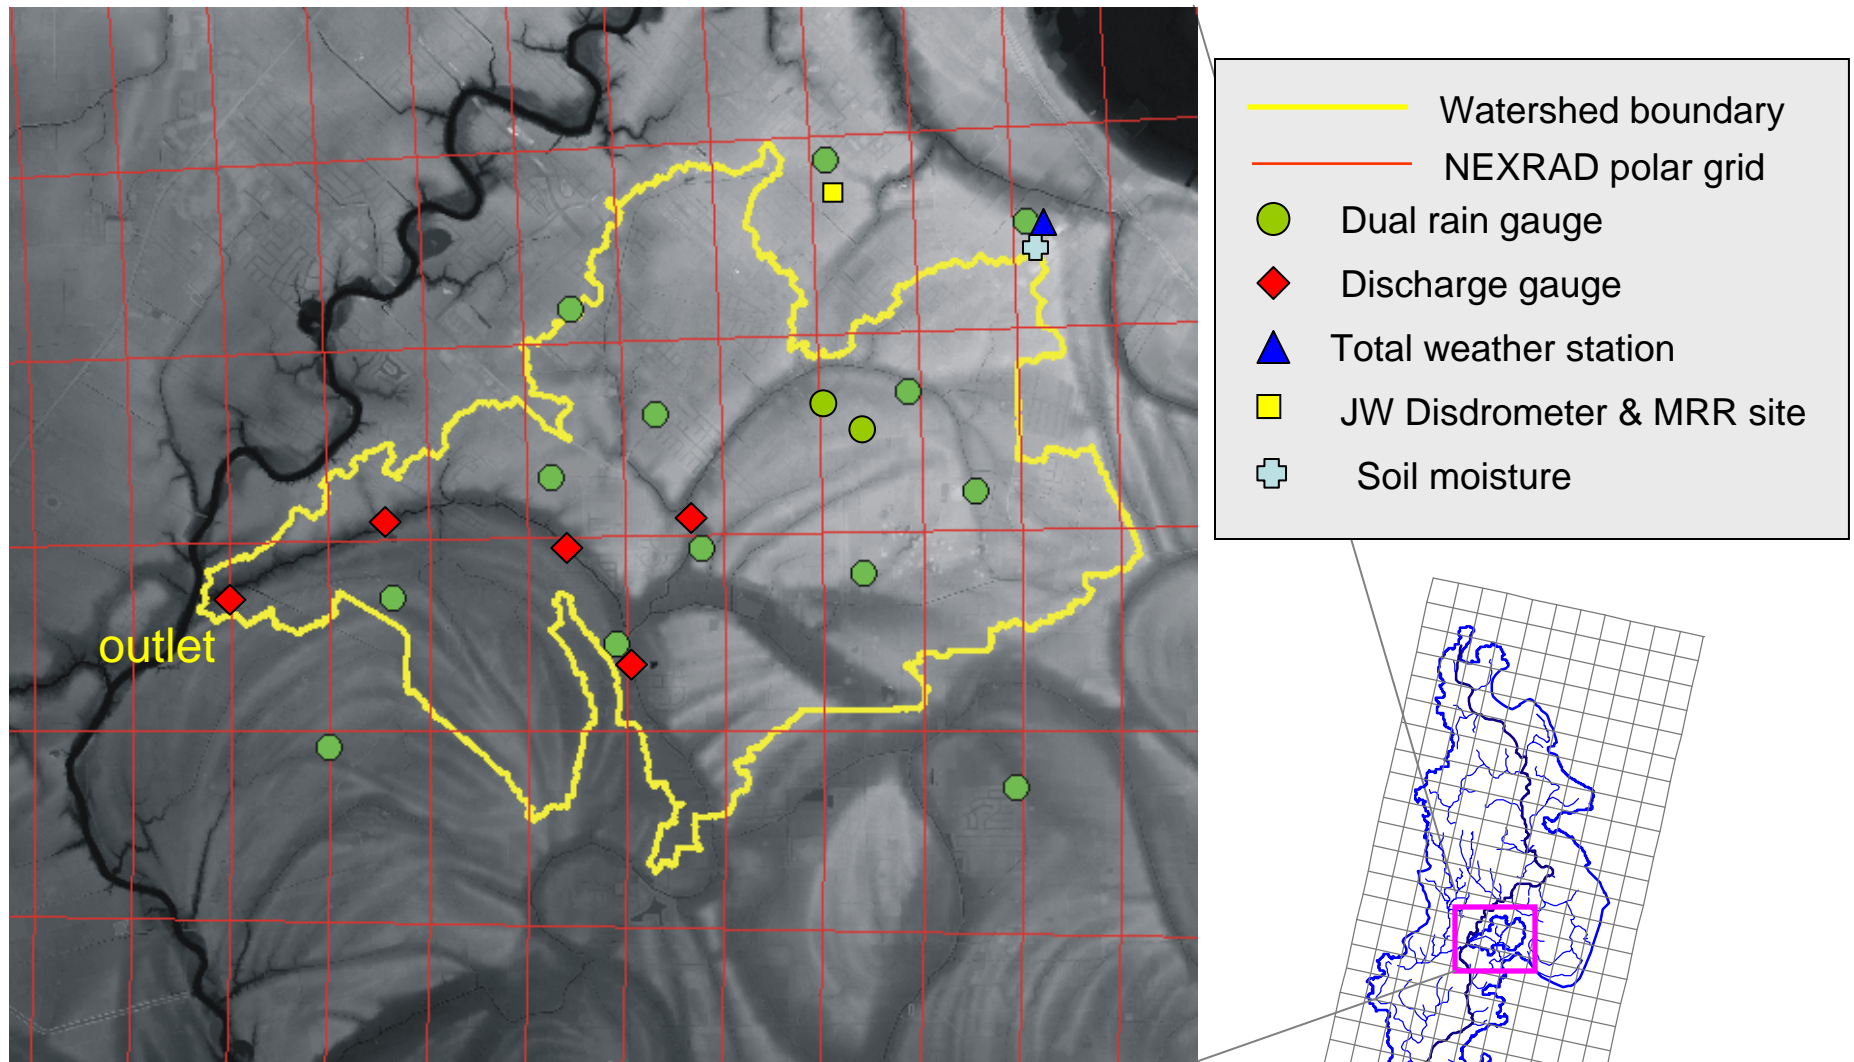 Watershed boundary
NEXRAD polar grid
Dual rain gauge
Discharge gauge
Total weather station
JW Disdrometer & MRR site
Soil moisture
outlet